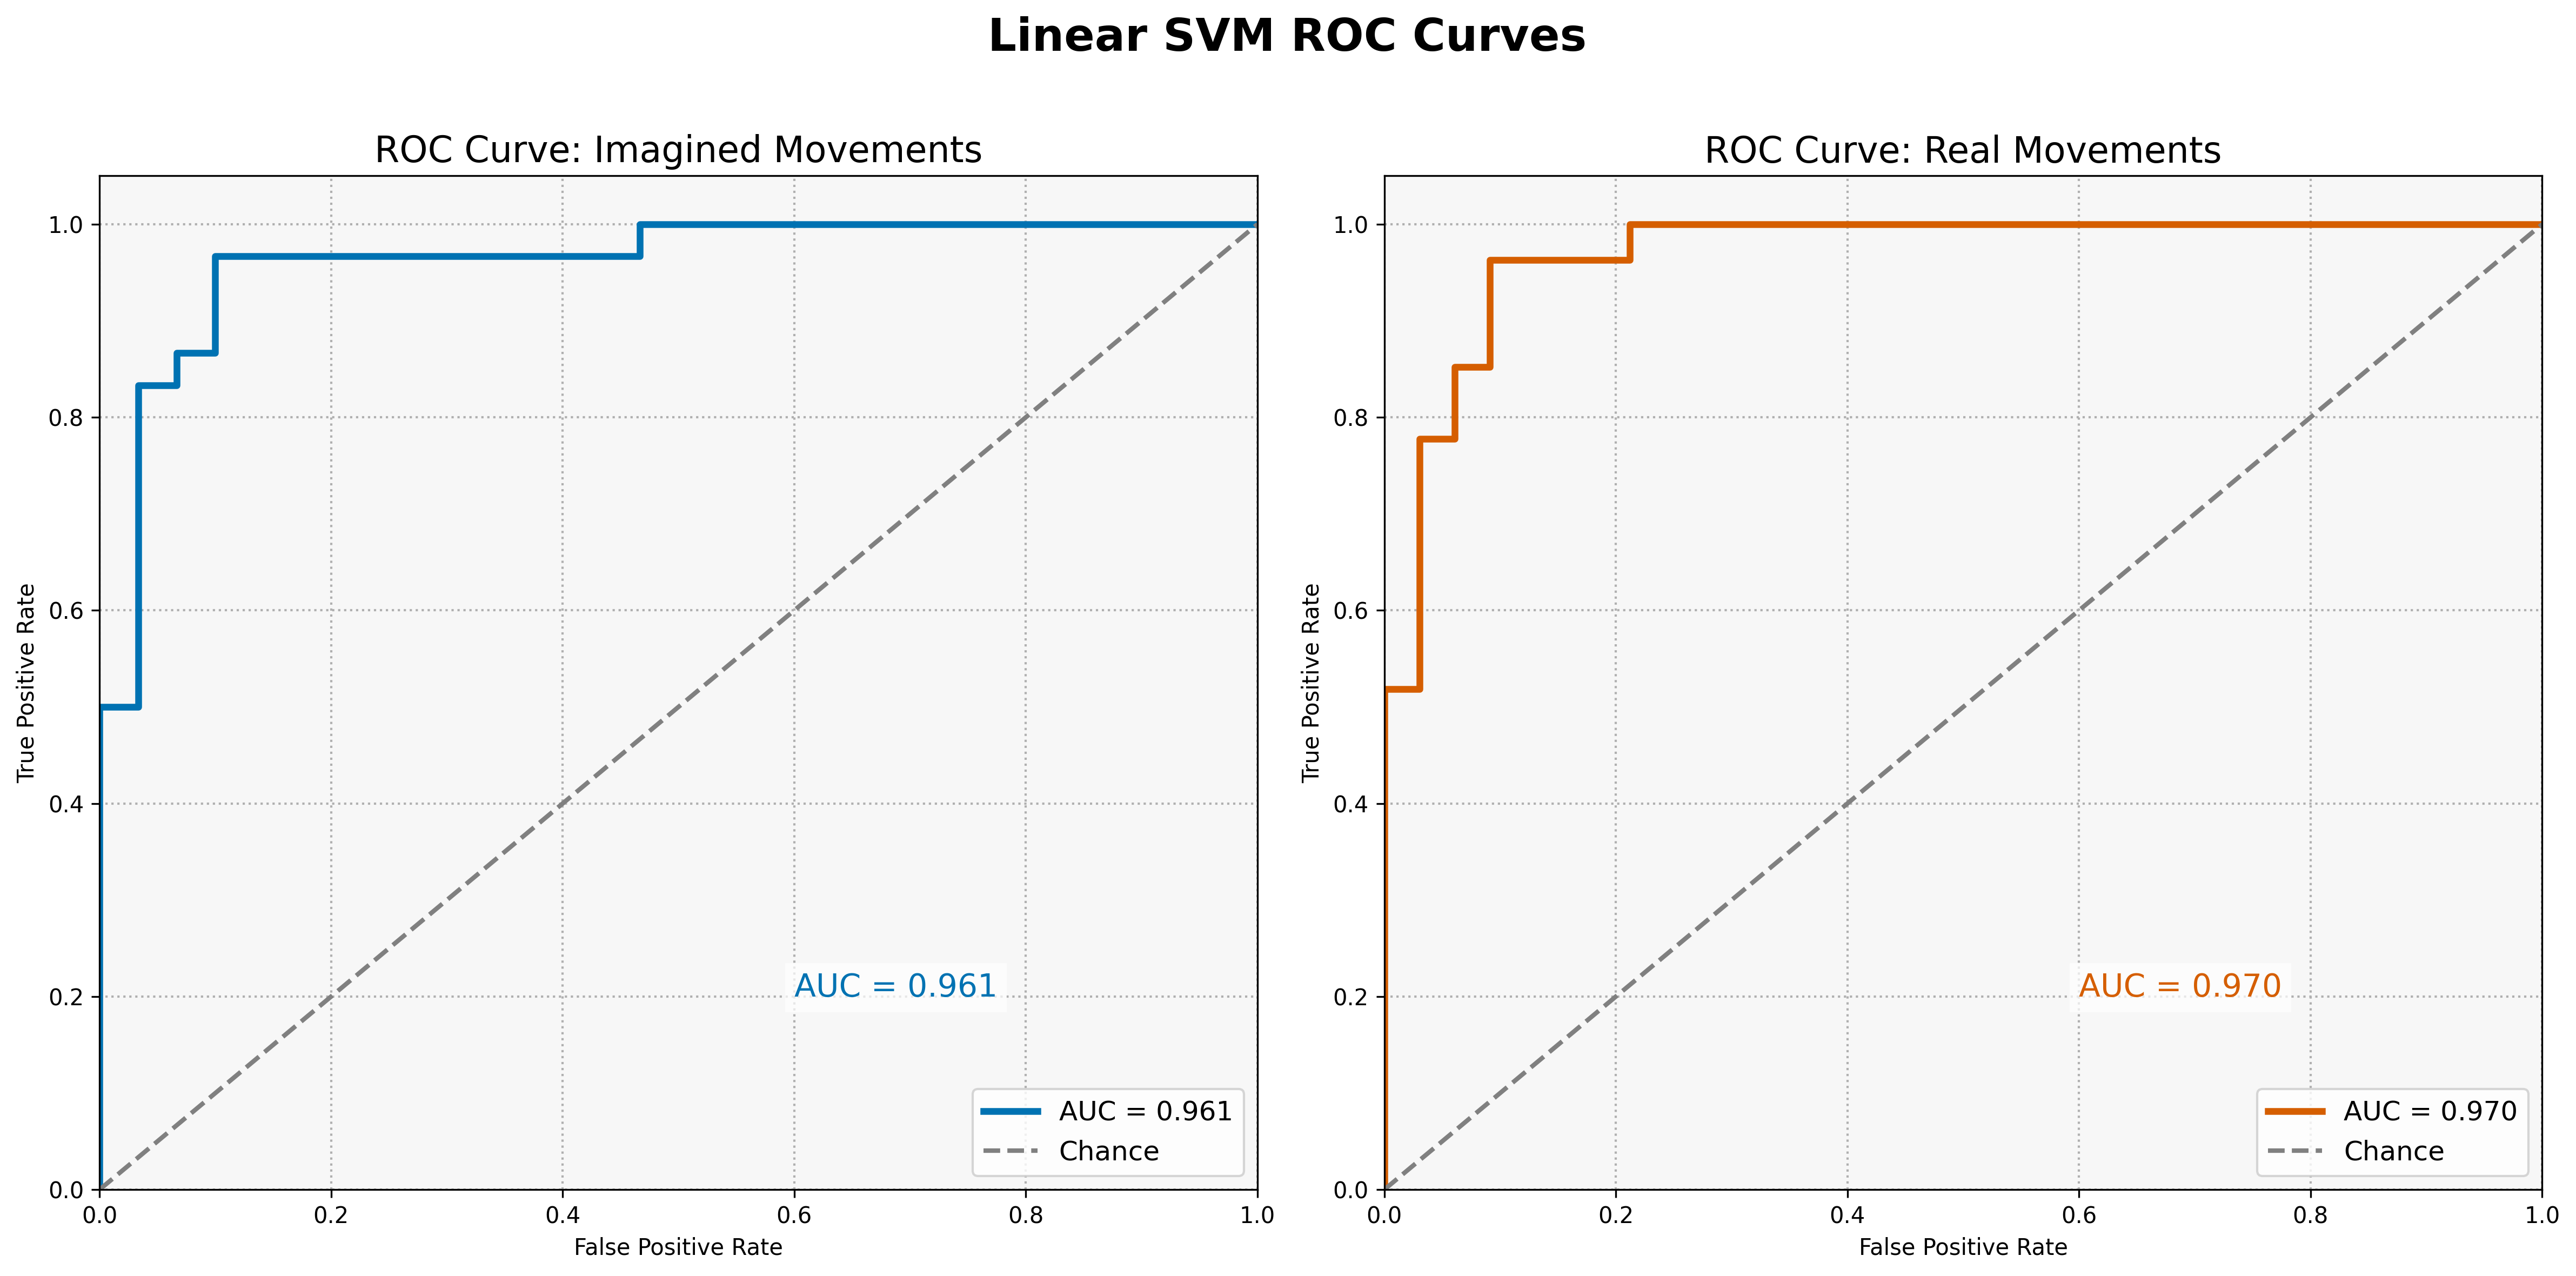 Linear SVM ROC Curves
ROC Curve: Imagined Movements
True Positive Rate
1.0
0.8
0.6
0.4
0.2
0.0
0.0 0.2 0.4 0.6 0.8 1.0
False Positive Rate
AUC = 0.961
AUC = 0.961
Chance
ROC Curve: Real Movements
True Positive Rate
1.0
0.8
0.6
0.4
0.2
0.0
0.0 0.2 0.4 0.6 0.8 1.0
False Positive Rate
AUC = 0.970
AUC = 0.970
Chance